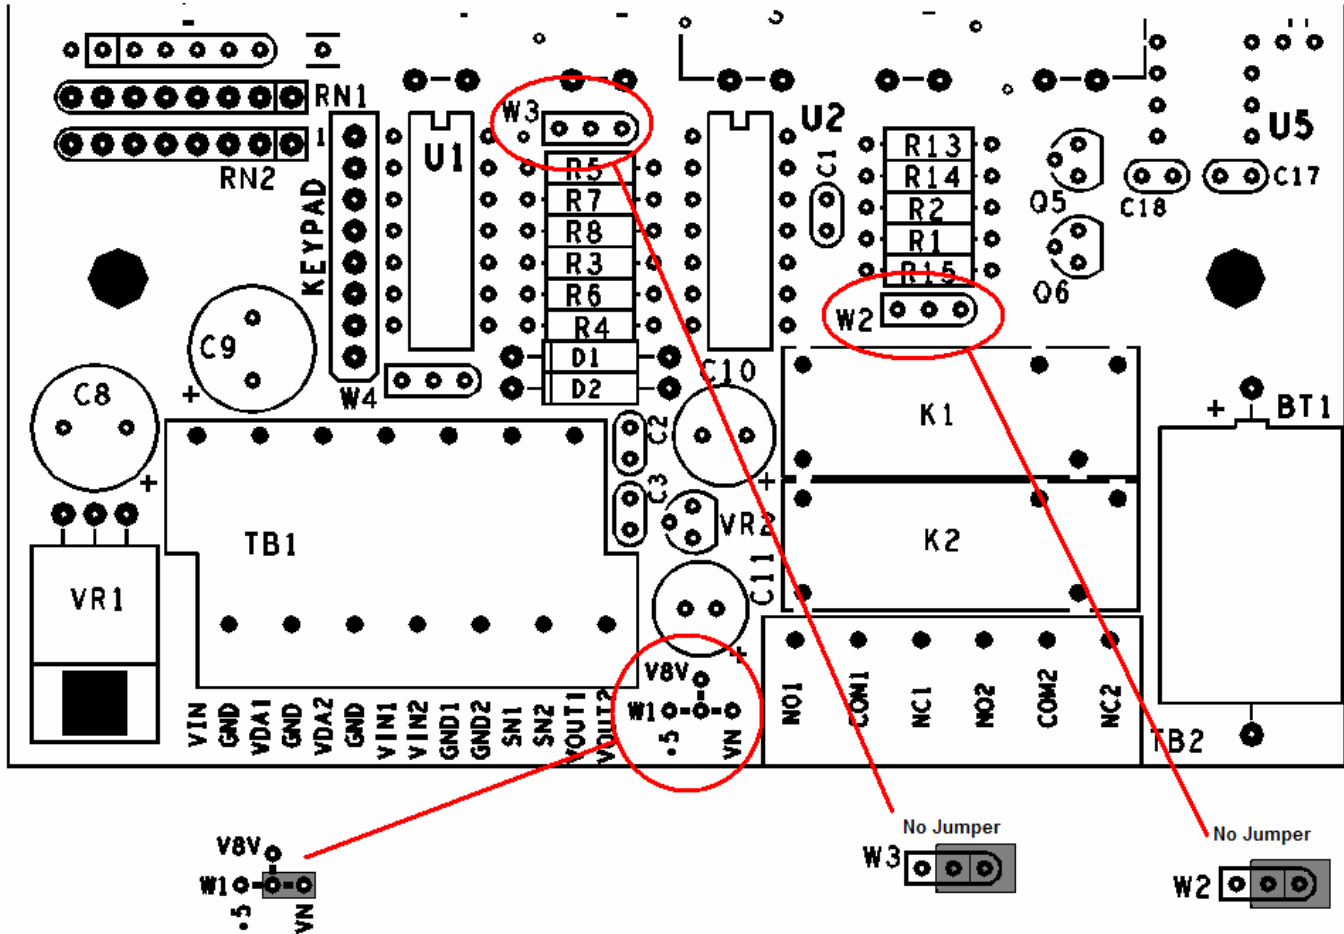 RN1
W3
U2
U5
1
U1
C1
R13
RN2
R5
R14
C17
KEYPAD
R7
R2
Q5
C18
R8
R1
R3
R15
R6
Q6
W2
R4
C9
D1
C10
C8
W4
D2
K1
+
BT1
C2
C3
+
TB1
VR2
K2
VR1
C11
+
V8V
W1
.5
VN
VIN
GND
VDA1
GND
VDA2
GND
VIN1
VIN2
GND1
GND2
SN1
SN2
VOUT1
VOUT2
NO1
COM1
NC1
NO2
COM2
NC2
TB2
No Jumper
W3
No Jumper
W2
V8V
W1
.5
VN